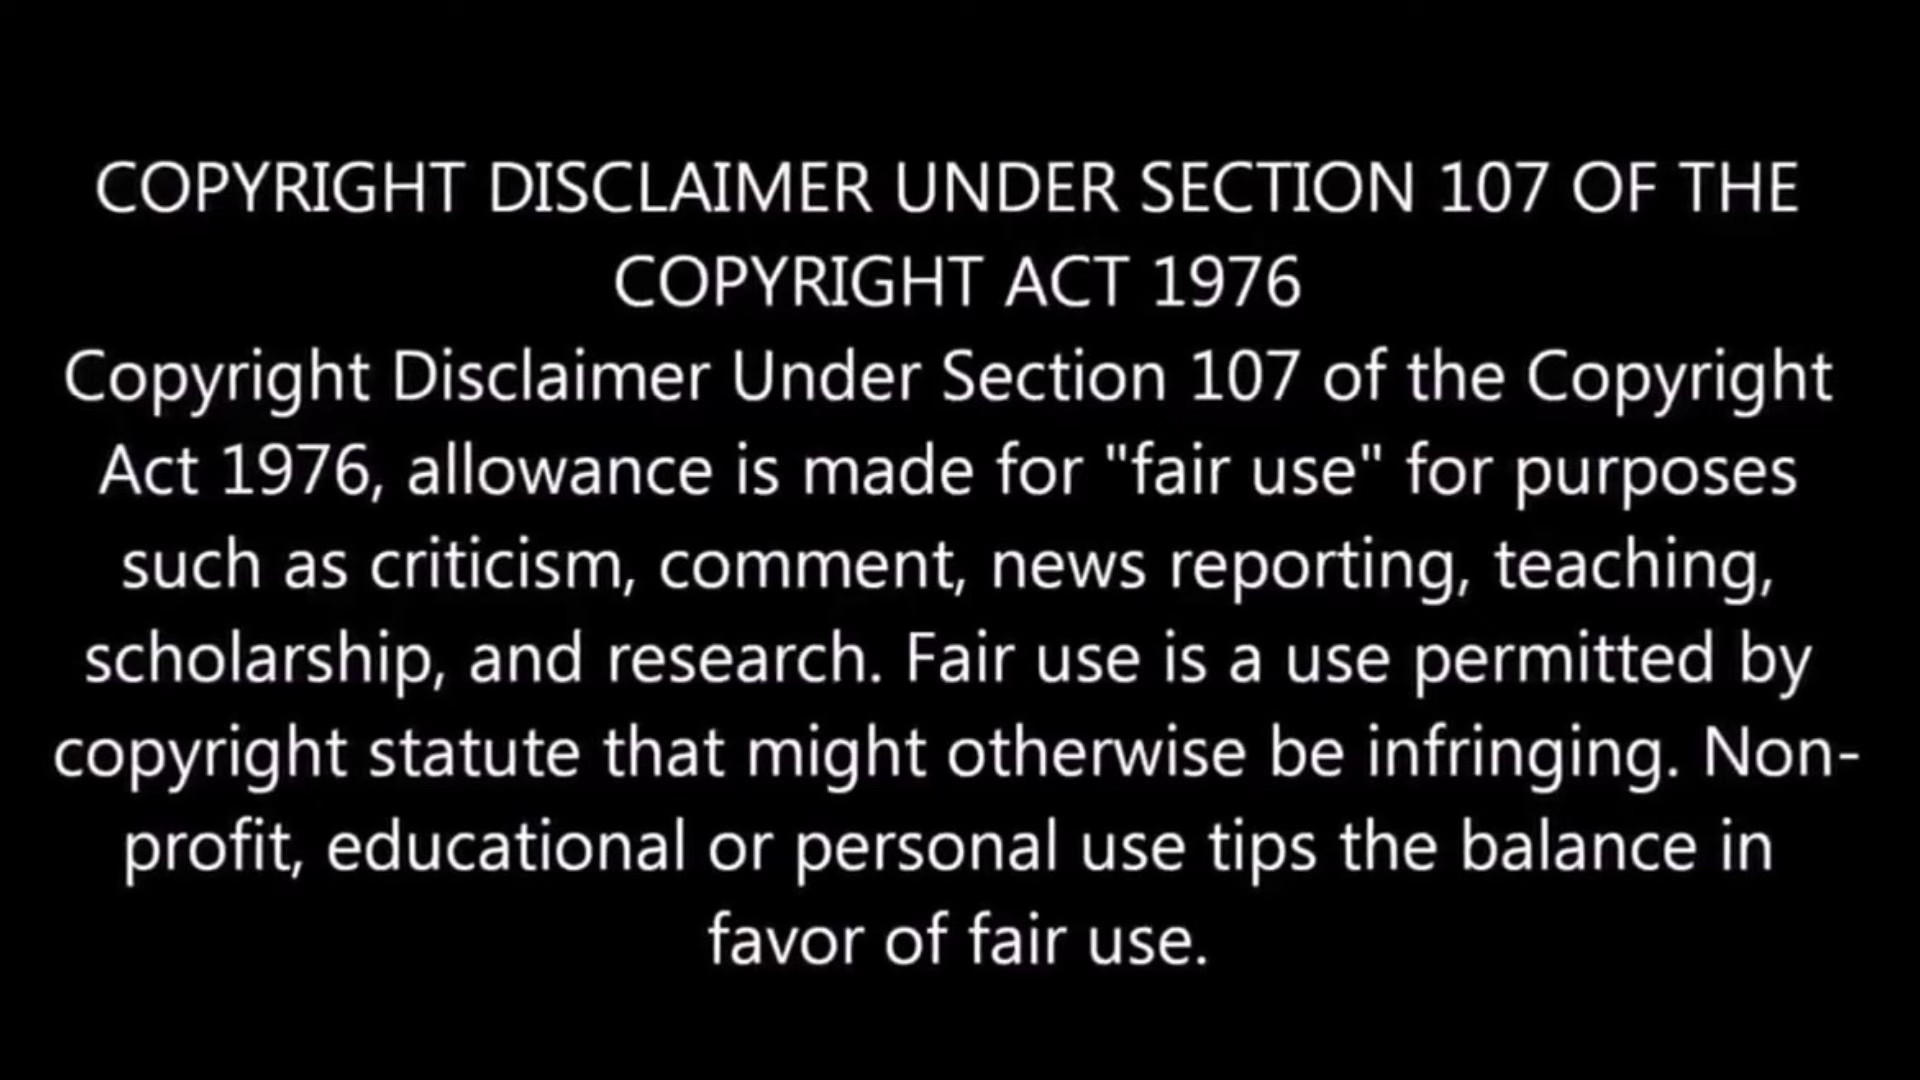 COPYRIGHT DISCLAIMER UNDER SECTION 107 OF THE
COPYRIGHT ACT 1976
Copyright Disclaimer Under Section 107 of the Copyright
Act 1976, allowance is made for "fair use" for purposes
such as criticism, comment, news reporting, teaching,
scholarship, and research. Fair use is a use permitted by
copyright statute that might otherwise be infringing. Non-
profit, educational or personal use tips the balance in
favor of fair use.